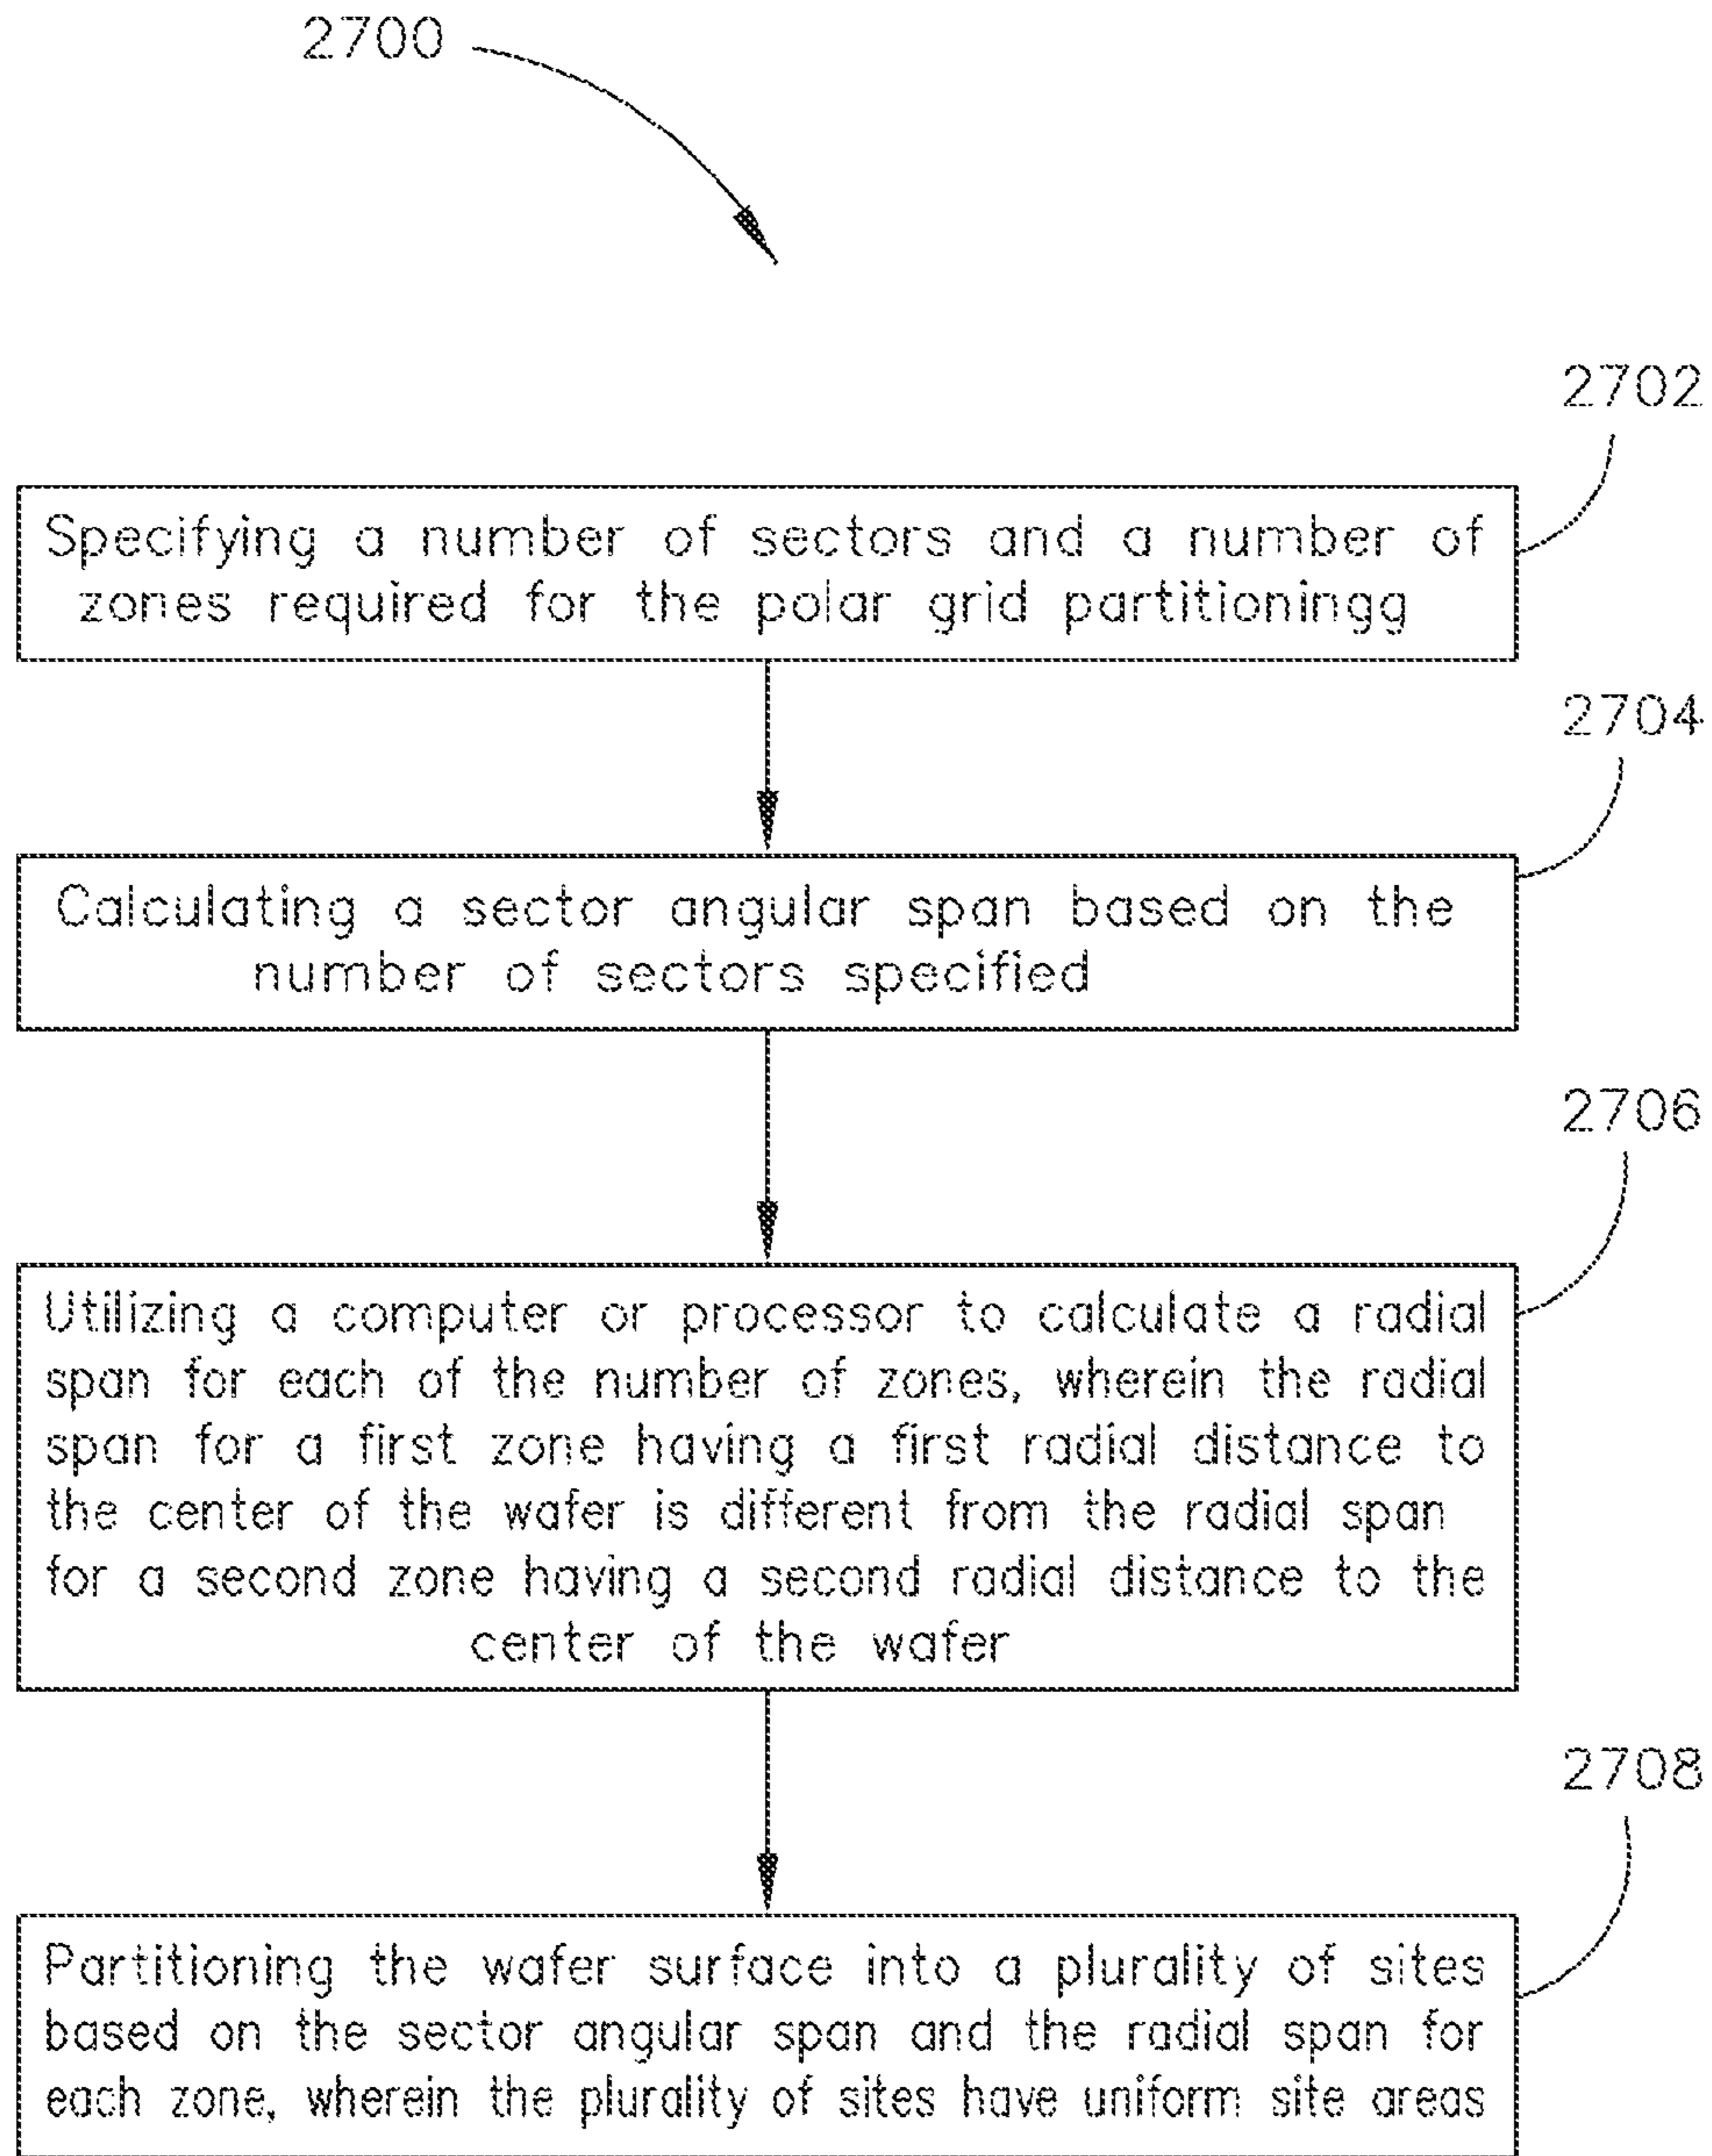 2700
2702
Specifying a number of sectors and a number of
zones required for the polar grid partitioningg
2704
Calculating a sector angular span based on the
number of sectors specified
2706
Utilizing a computer or processor to calculate a radial
span for each of the number of zones, wherein the radial
span for a first zone having a first radial distance to
the center of the wafer is different from the radial span
for a second zone having a second radial distance to the
center of the wafer
2708
Partitioning the wafer surface into a plurality of sites
based on the sector angular span and the radial span for
each zone, wherein the plurality of sites have uniform site areas